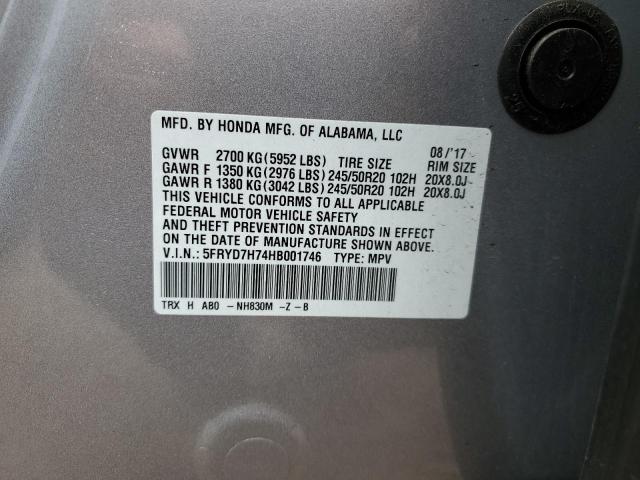 MFD. BY HONDA MFG. OF ALABAMA, LLC
08/'17
GVWR 2700 KG(5952 LBS) TIRE SIZE RIM SIZE
GAWR F 1350 KG(2976 LBS)245/50R20 102H 20X8.0J
GAWR R 1380 KG(3042 LBS)245/50R20 102H 20X8.0J
THIS VEHICLE CONFORMS TO ALL APPLICABLE
FEDERAL MOTOR VEHICLE SAFETY
AND THEFT PREVENTION STANDARDS IN EFFECT
ON THE DATE OF MANUFACTURE SHOWN ABOVE.
V.I.N.:5FRYD7H74HB001746 TYPE: MPV
TRX H AB0 -NH830M -Z -B